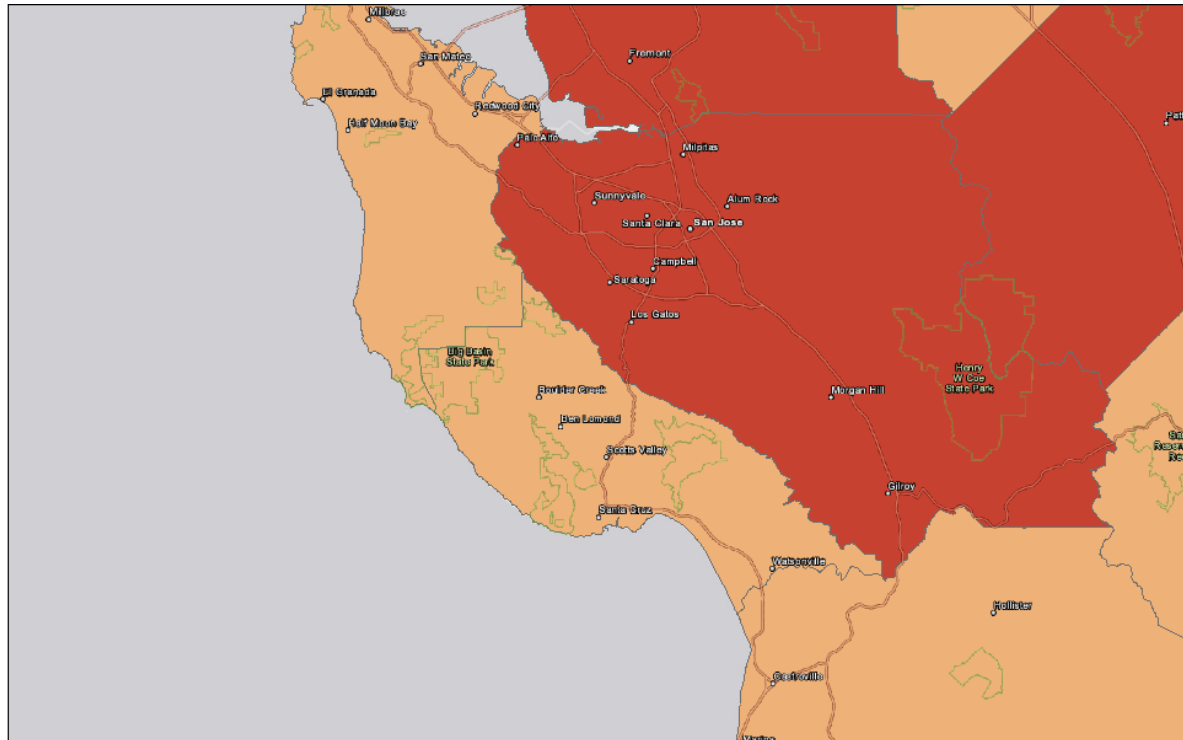 Millbrae
San Mateo
Fremont
El Granada
Redwood City
Half Moon Bay
Palo Alto
Milpitas
Sunnyvale
Alum Rock
Santa Clara
San Jose
Campbell
Saratoga
Los Gatos
Big Basin
State Park
Henry
W Coe
State Park
Boulder Creek
Morgan Hill
Ben Lomond
Scotts Valley
Gilroy
Santa Cruz
Watsonville
Hollister
Castroville